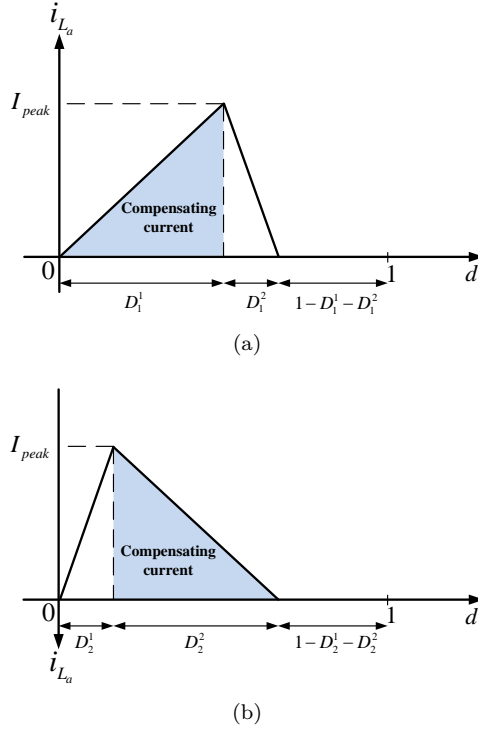 i_{L_a}
I_{peak}
Compensating
current
0
1
d
D_1^1
D_1^2
1 − D_1^1 − D_1^2
(a)
I_{peak}
Compensating
current
0
1
d
D_2^1
D_2^2
1 − D_2^1 − D_2^2
i_{L_a}
(b)